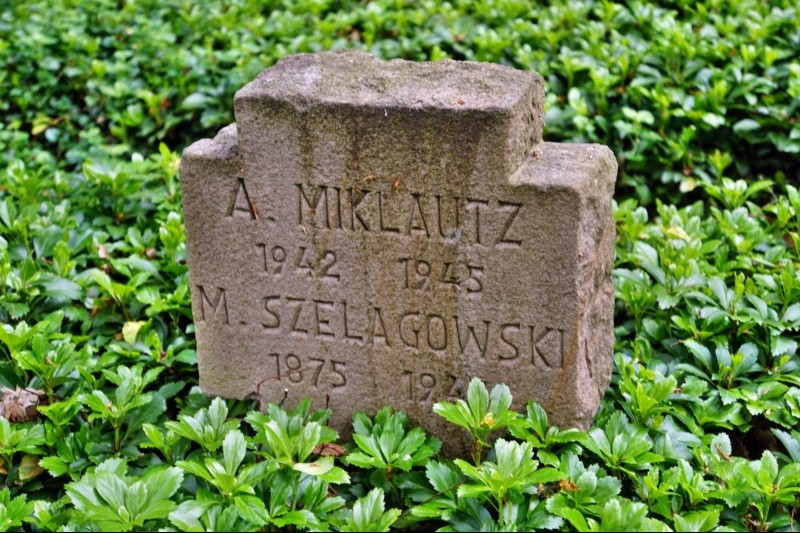 A. MIKLAUTZ
1942 1945
M. SZELAGOWSKI
1875